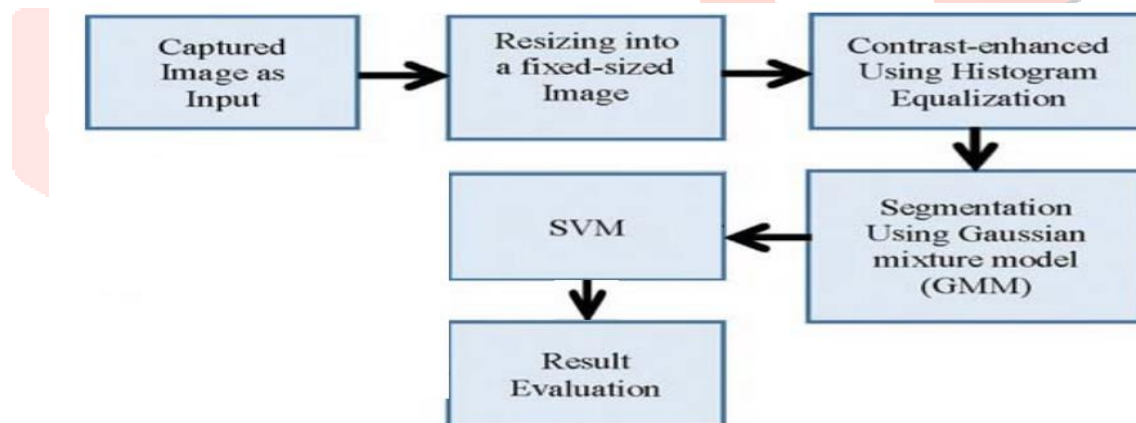 Captured
Image as
Input
Resizing into
a fixed-sized
Image
Contrast-enhanced
Using Histogram
Equalization
Segmentation
Using Gaussian
mixture model
(GMM)
SVM
Result
Evaluation